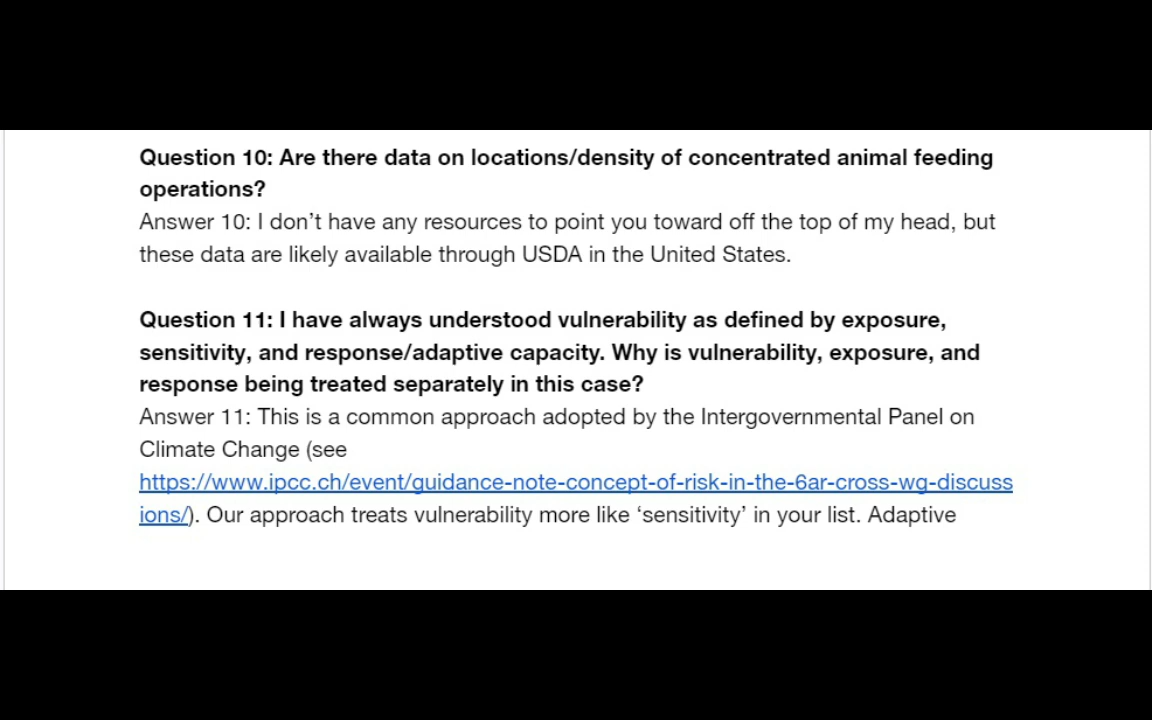 Question 10: Are there data on locations/density of concentrated animal feeding
operations?
Answer 10: I don’t have any resources to point you toward off the top of my head, but
these data are likely available through USDA in the United States.
Question 11: I have always understood vulnerability as defined by exposure,
sensitivity, and response/adaptive capacity. Why is vulnerability, exposure, and
response being treated separately in this case?
Answer 11: This is a common approach adopted by the Intergovernmental Panel on
Climate Change (see
https://www.ipcc.ch/event/guidance-note-concept-of-risk-in-the-6ar-cross-wg-discuss
ions/). Our approach treats vulnerability more like ‘sensitivity’ in your list. Adaptive